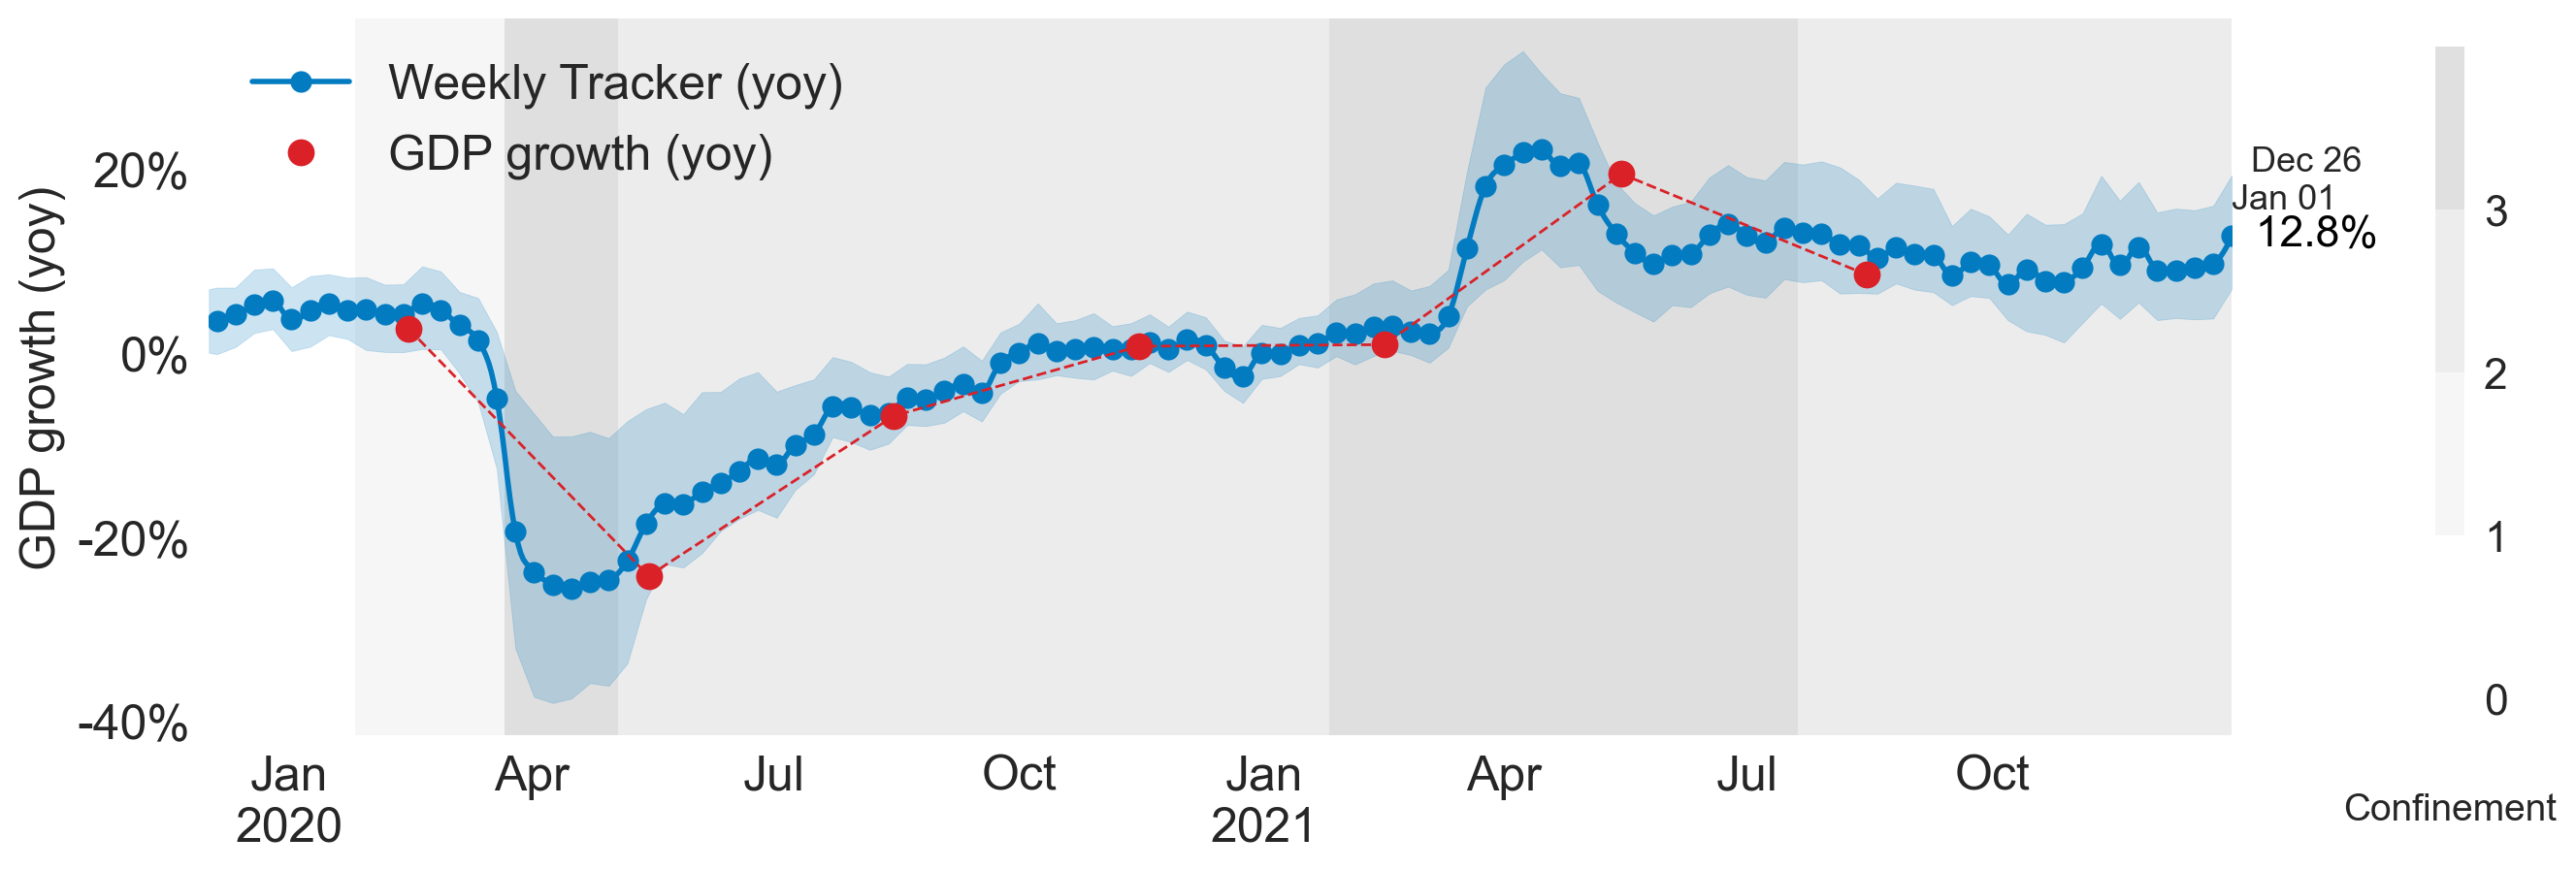 Weekly Tracker (yoy)
GDP growth (yoy)
GDP growth (yoy)
20%
0%
-20%
-40%
Jan
2020
Apr
Jul
Oct
Jan
2021
Apr
Jul
Oct
Dec 26
Jan 01
12.8%
3
2
1
0
Confinement